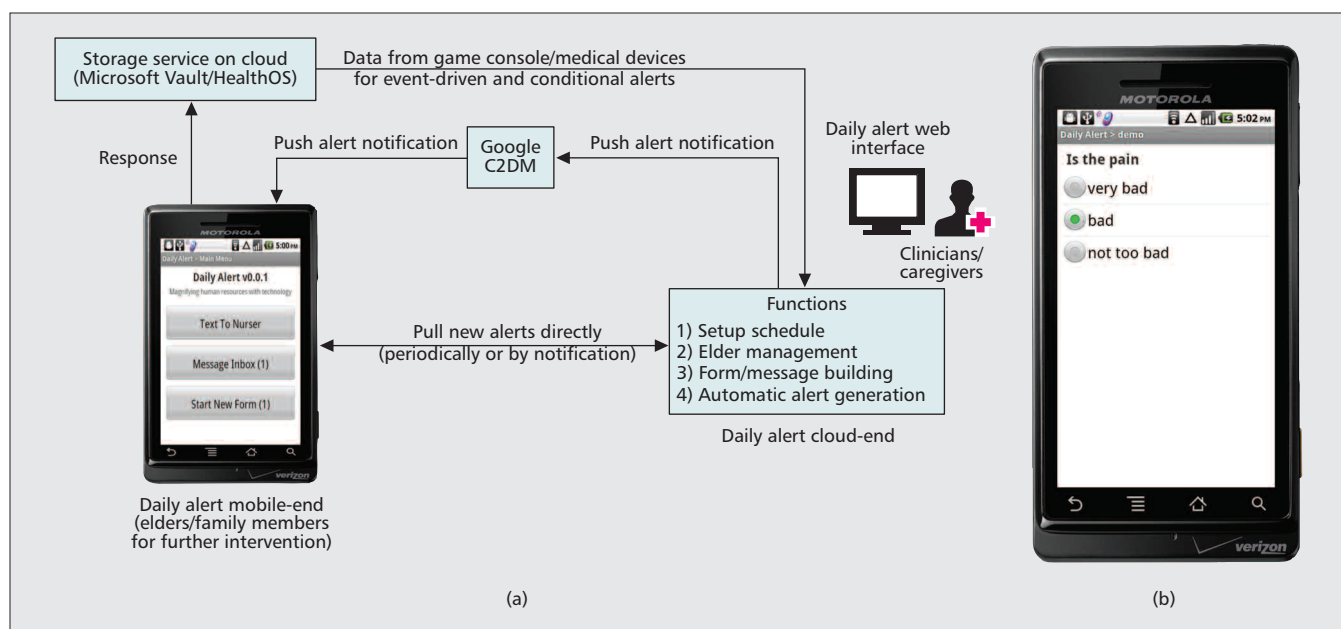 Storage service on cloud
(Microsoft Vault/HealthOS)
Data from game console/medical devices
for event-driven and conditional alerts
Response
Push alert notification
Google
C2DM
Push alert notification
Daily alert web
interface
Clinicians/
caregivers
MOTOROLA
5:00 PM
Daily Alert > Main Menu
Daily Alert v0.0.1
Magnifying human resources with technology
Text To Nurser
Message Inbox (1)
Start New Form (1)
verizon
Pull new alerts directly
(periodically or by notification)
Functions
1) Setup schedule
2) Elder management
3) Form/message building
4) Automatic alert generation
Daily alert cloud-end
Daily alert mobile-end
(elders/family members
for further intervention)
(a)
MOTOROLA
5:02 PM
Daily Alert > demo
Is the pain
very bad
bad
not too bad
verizon
(b)